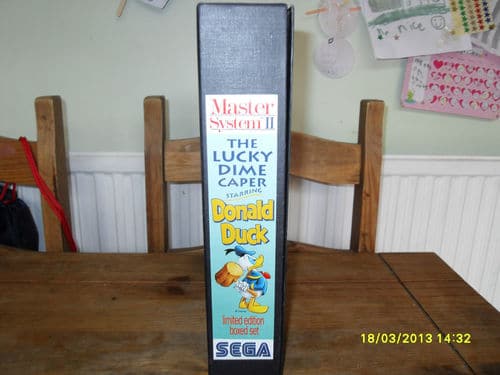 Master
System II
THE
LUCKY
DIME
CAPER
STARRING
Donald
Duck
limited edition
boxed set
SEGA
nice
18/03/2013 14:32